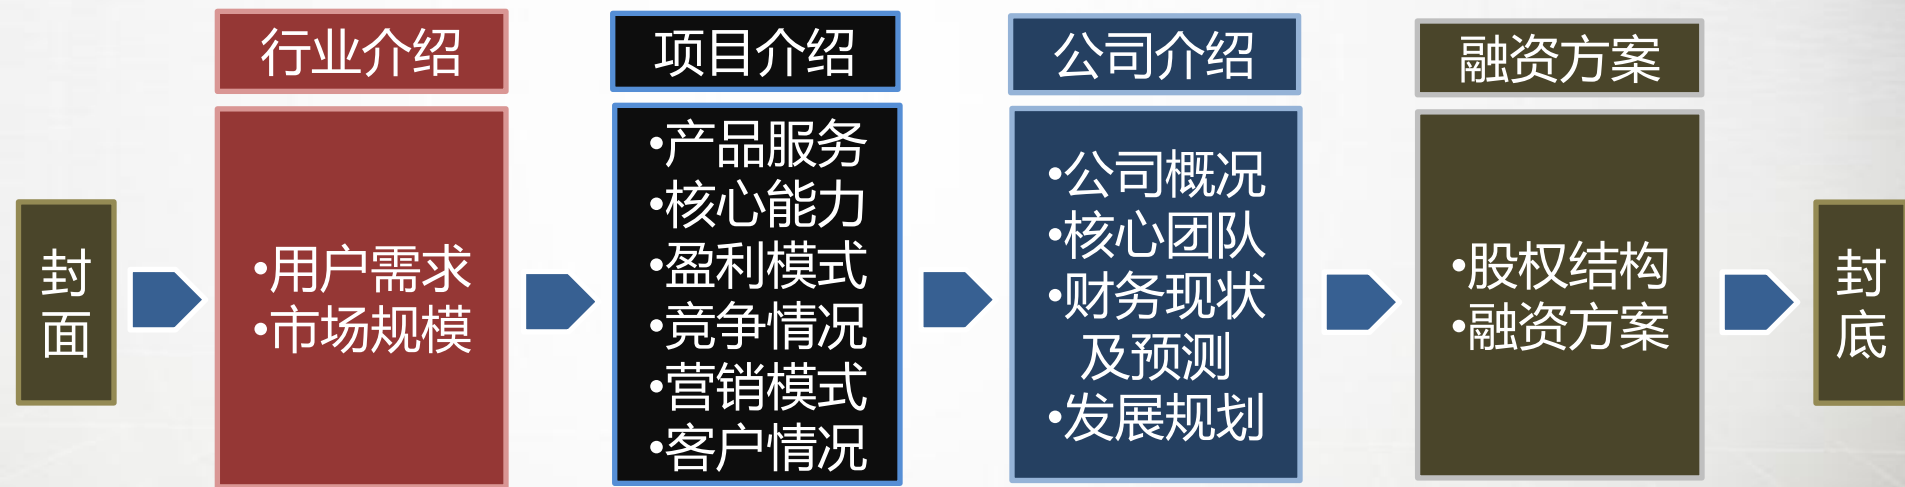 封
面
行业介绍
•用户需求
•市场规模
项目介绍
•产品服务
•核心能力
•盈利模式
•竞争情况
•营销模式
•客户情况
公司介绍
•公司概况
•核心团队
•财务现状
及预测
•发展规划
融资方案
•股权结构
•融资方案
封
底